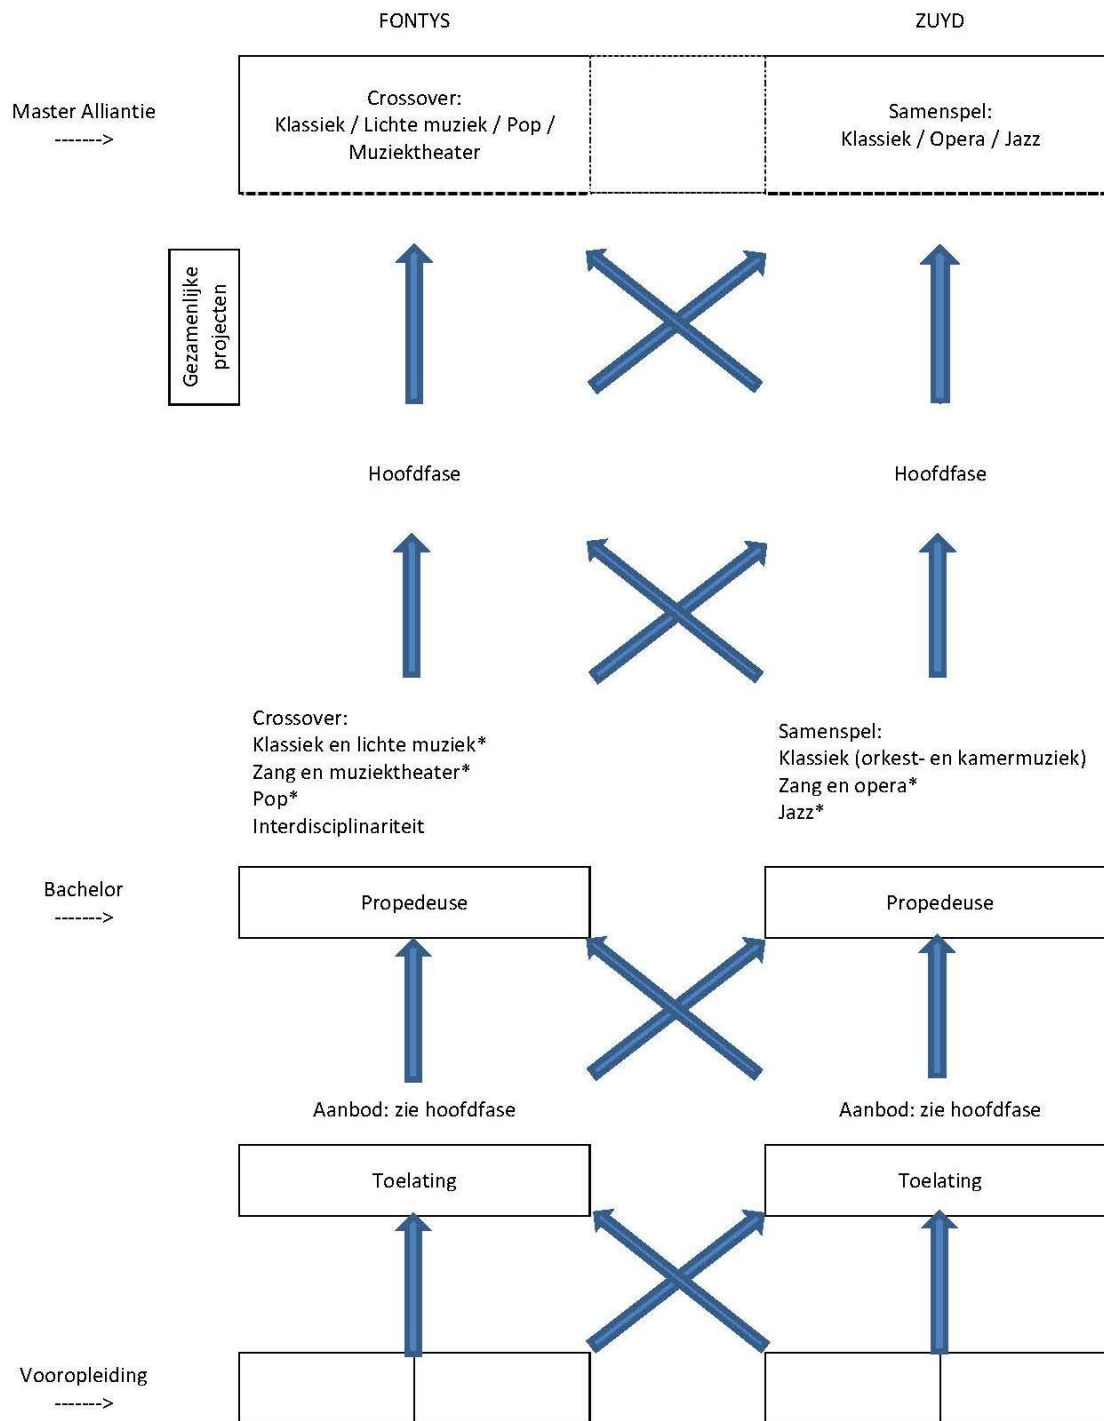 FONTYS
ZUYD
Master Alliantie
------->
Crossover:
Klassiek / Lichte muziek / Pop /
Muziektheater
Samenspel:
Klassiek / Opera / Jazz
Gezamenlijke
projecten
Hoofdfase
Hoofdfase
Crossover:
Klassiek en lichte muziek*
Zang en muziektheater*
Pop*
Interdisciplinariteit
Samenspel:
Klassiek (orkest- en kamermuziek)
Zang en opera*
Jazz*
Bachelor
------->
Propedeuse
Propedeuse
Aanbod: zie hoofdfase
Aanbod: zie hoofdfase
Toelating
Toelating
Vooropleiding
------->